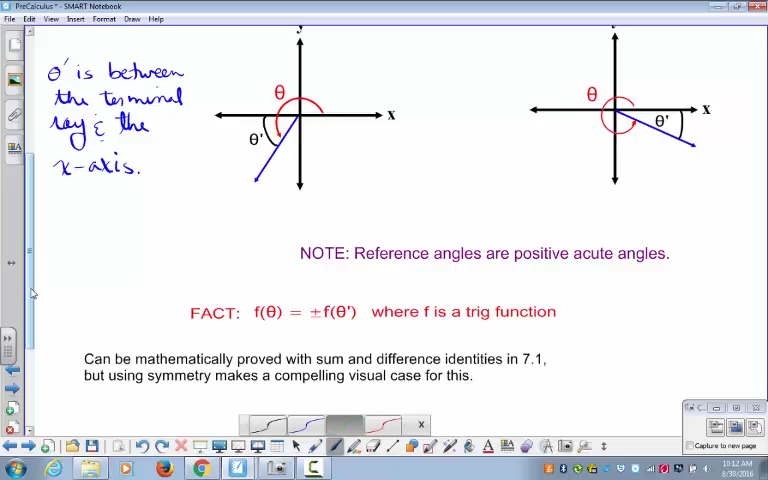 PreCalculus * - SMART Notebook
File Edit View Insert Format Draw Help
θ' is between
the terminal
ray & the
x-axis.
y
θ
x
θ'
y
θ
x
θ'
NOTE: Reference angles are positive acute angles.
FACT: f(θ) = ±f(θ') where f is a trig function
Can be mathematically proved with sum and difference identities in 7.1,
but using symmetry makes a compelling visual case for this.
x
C...
Capture to new page
10:12 AM
8/30/2016